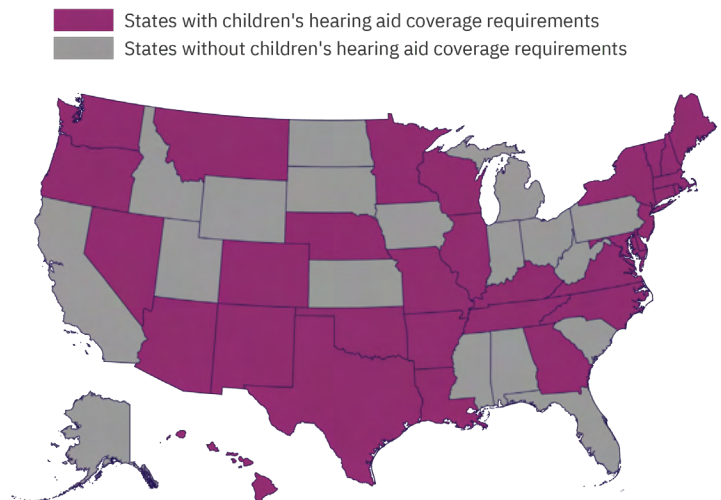 States with children's hearing aid coverage requirements
States without children's hearing aid coverage requirements